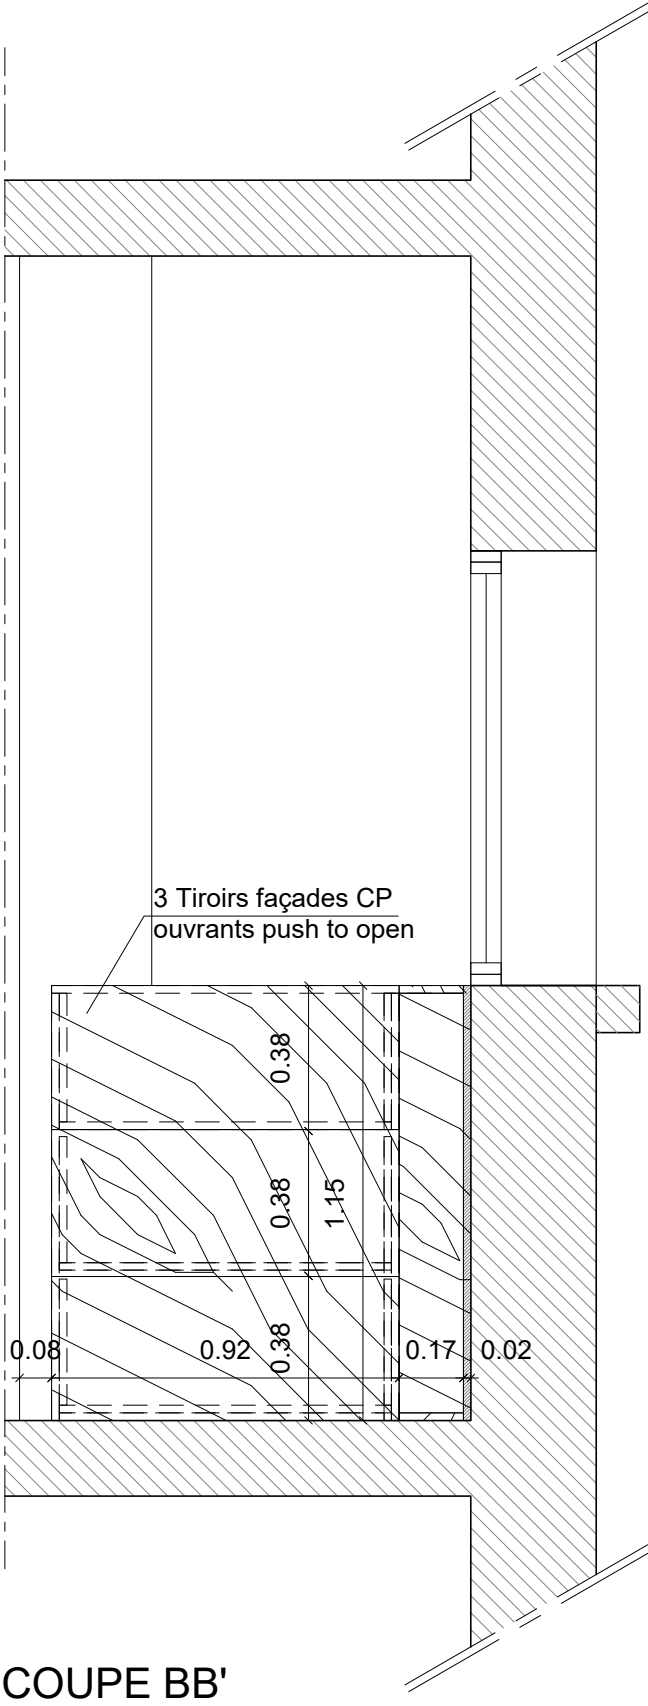 3 Tiroirs façades CP
ouvrants push to open
0.38
0.38
1.15
0.38
0.08
0.92
0.17
0.02
COUPE BB'